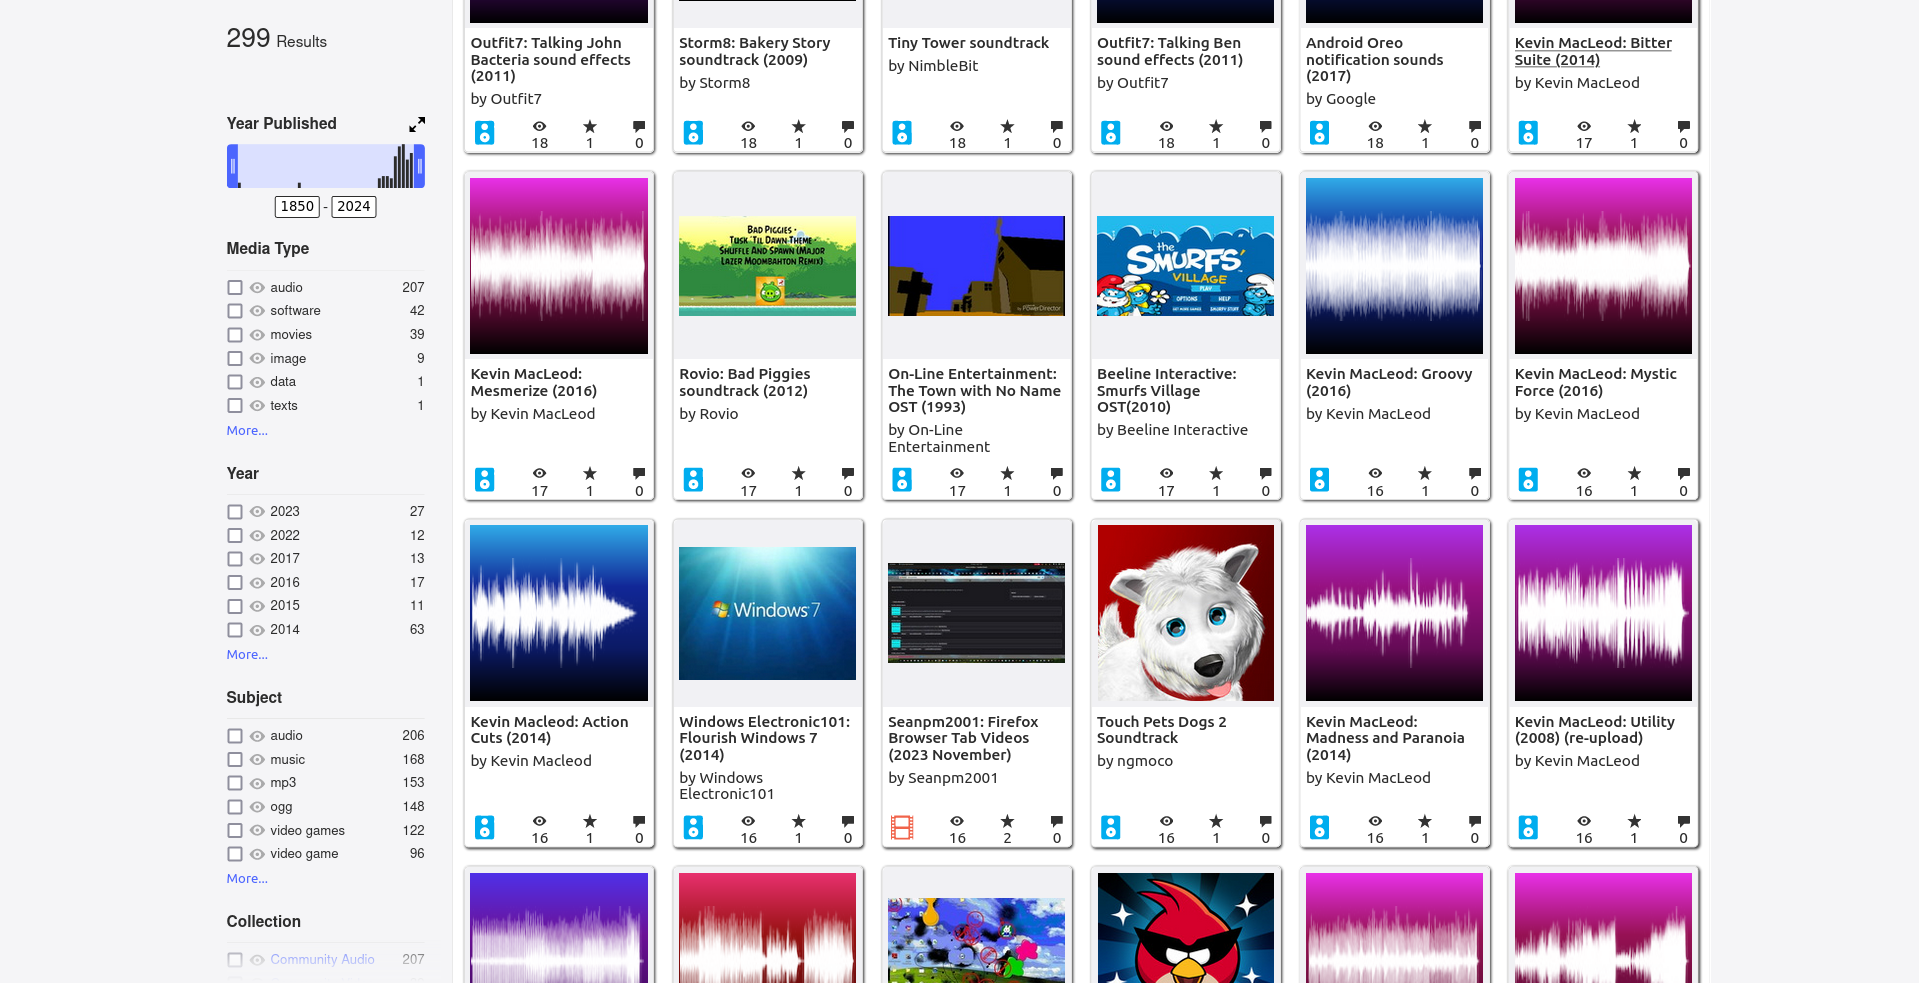 299 Results
Year Published
1850 - 2024
Media Type
audio 207
software 42
movies 39
image 9
data 1
texts 1
More...
Year
2023 27
2022 12
2017 13
2016 17
2015 11
2014 63
More...
Subject
audio 206
music 168
mp3 153
ogg 148
video games 122
video game 96
More...
Collection
Community Audio 207
Outfit7: Talking John
Bacteria sound effects
(2011)
by Outfit7
18 1 0
Storm8: Bakery Story
soundtrack (2009)
by Storm8
18 1 0
Tiny Tower soundtrack
by NimbleBit
18 1 0
Outfit7: Talking Ben
sound effects (2011)
by Outfit7
18 1 0
Android Oreo
notification sounds
(2017)
by Google
18 1 0
Kevin MacLeod: Bitter
Suite (2014)
by Kevin MacLeod
17 1 0
Kevin MacLeod:
Mesmerize (2016)
by Kevin MacLeod
17 1 0
Bad Piggies -
Tusk 'Til Dawn Theme
Shuffle And Spawn (Major
Lazer Moombahton Remix)
Rovio: Bad Piggies
soundtrack (2012)
by Rovio
17 1 0
by PowerDirector
On-Line Entertainment:
The Town with No Name
OST (1993)
by On-Line
Entertainment
17 1 0
the
SMURFS'
VILLAGE
PLAY
OPTIONS HELP
GET MORE GAMES SMURFY STUFF
Beeline Interactive:
Smurfs Village
OST(2010)
by Beeline Interactive
17 1 0
Kevin MacLeod: Groovy
(2016)
by Kevin MacLeod
16 1 0
Kevin MacLeod: Mystic
Force (2016)
by Kevin MacLeod
16 1 0
Kevin Macleod: Action
Cuts (2014)
by Kevin Macleod
16 1 0
Windows 7
Windows Electronic101:
Flourish Windows 7
(2014)
by Windows
Electronic101
16 1 0
Seanpm2001: Firefox
Browser Tab Videos
(2023 November)
by Seanpm2001
16 2 0
Touch Pets Dogs 2
Soundtrack
by ngmoco
16 1 0
Kevin MacLeod:
Madness and Paranoia
(2014)
by Kevin MacLeod
16 1 0
Kevin MacLeod: Utility
(2008) (re-upload)
by Kevin MacLeod
16 1 0